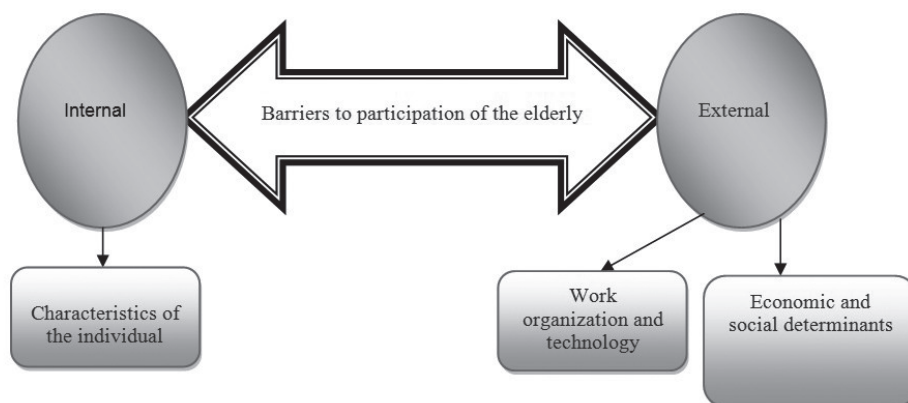 Internal
Barriers to participation of the elderly
External
Characteristics of
the individual
Work
organization and
technology
Economic and
social determinants